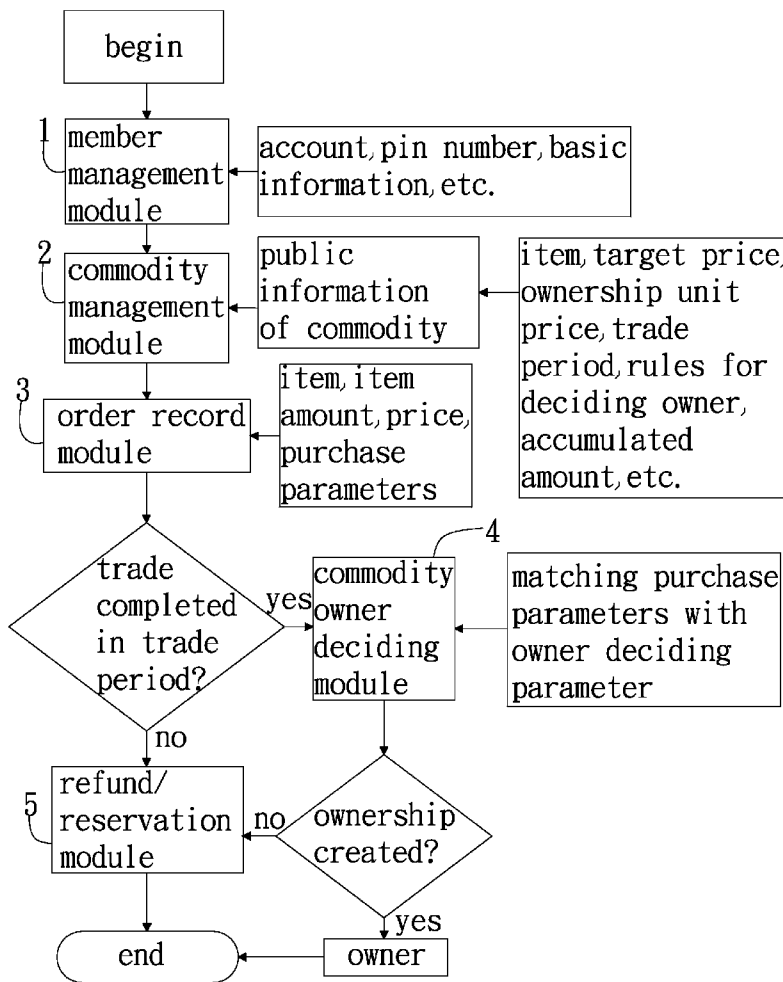 begin
1
member
management
module
account, pin number, basic
information, etc.
2
commodity
management
module
public
information
of commodity
item, target price,
ownership unit
price, trade
period, rules for
deciding owner,
accumulated
amount, etc.
3
order record
module
item, item
amount, price,
purchase
parameters
trade
completed
in trade
period?
yes
no
4
commodity
owner
deciding
module
matching purchase
parameters with
owner deciding
parameter
5
refund/
reservation
module
no
ownership
created?
yes
end
owner